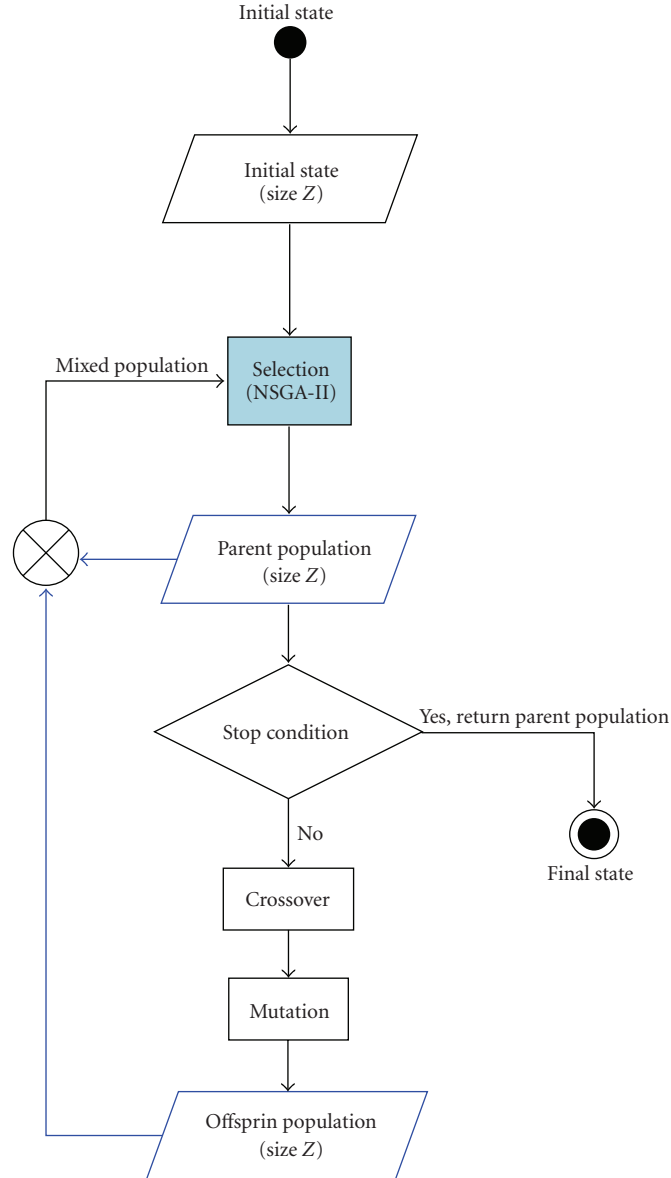 Initial state
Initial state
(size Z)
Mixed population
Selection
(NSGA-II)
Parent population
(size Z)
Stop condition
Yes, return parent population
No
Final state
Crossover
Mutation
Offsprin population
(size Z)